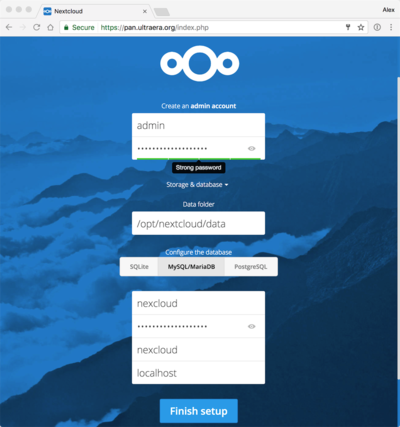 Nextcloud
Alex
Secure https://pan.ultraera.org/index.php
Create an admin account
admin
Strong password
Storage & database
Data folder
/opt/nextcloud/data
Configure the database
SQLite MySQL/MariaDB PostgreSQL
nexcloud
nexcloud
localhost
Finish setup